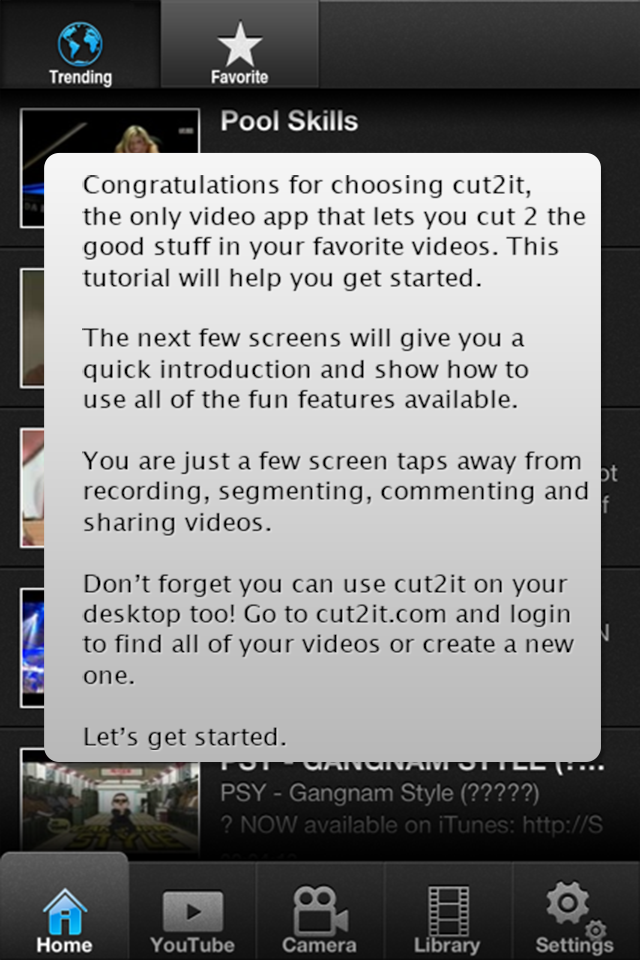 Trending
Favorite
Pool Skills
Congratulations for choosing cut2it,
the only video app that lets you cut 2 the
good stuff in your favorite videos. This
tutorial will help you get started.
The next few screens will give you a
quick introduction and show how to
use all of the fun features available.
You are just a few screen taps away from
recording, segmenting, commenting and
sharing videos.
Don't forget you can use cut2it on your
desktop too! Go to cut2it.com and login
to find all of your videos or create a new
one.
Let's get started.
PSY - GANGNAM STYLE (?...
PSY - Gangnam Style (?????)
? NOW available on iTunes: http://S
Home
YouTube
Camera
Library
Settings